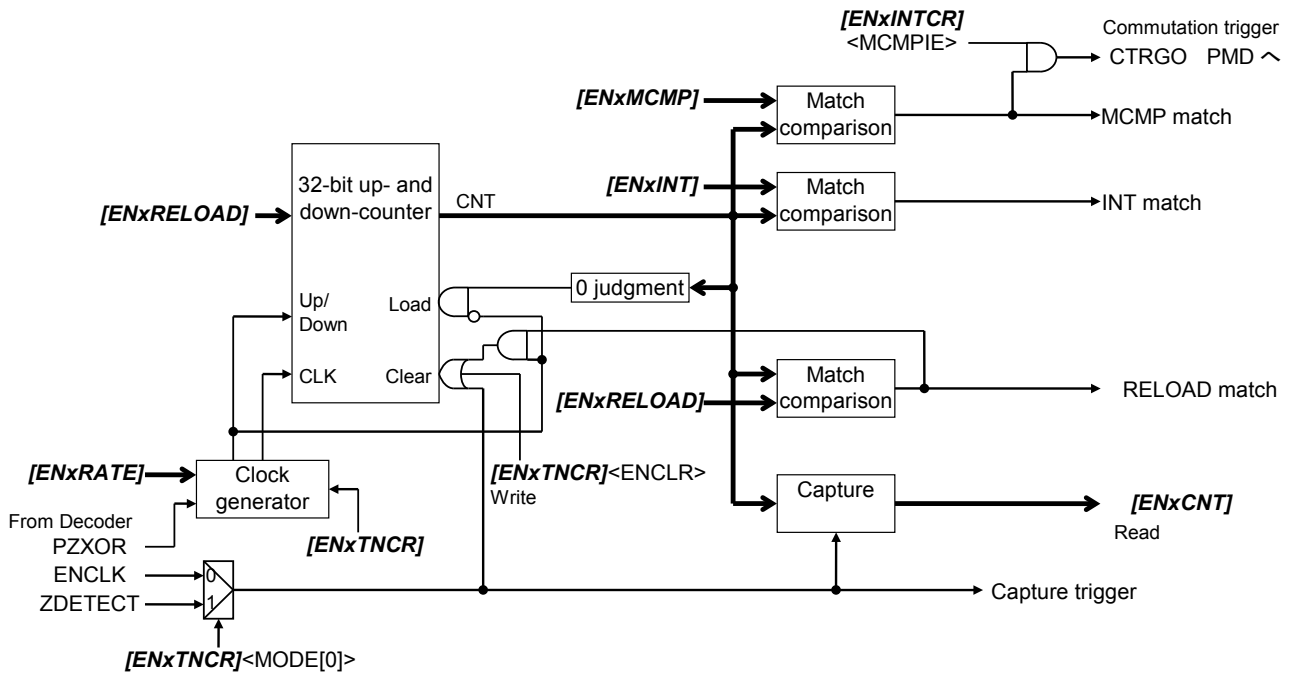 [ENxINTCR]
<MCMPIE>
Commutation trigger
CTRGO PMD へ
[ENxMCMP]
Match
comparison
MCMP match
32-bit up- and
down-counter
CNT
[ENxINT]
Match
comparison
INT match
[ENxRELOAD]
0 judgment
Up/
Down
Load
CLK
Clear
[ENxRELOAD]
Match
comparison
RELOAD match
[ENxRATE]
Clock
generator
[ENxTNCR]<ENCLR>
Write
Capture
[ENxCNT]
Read
From Decoder
PZXOR
[ENxTNCR]
ENCLK
0
ZDETECT
1
Capture trigger
[ENxTNCR]<MODE[0]>